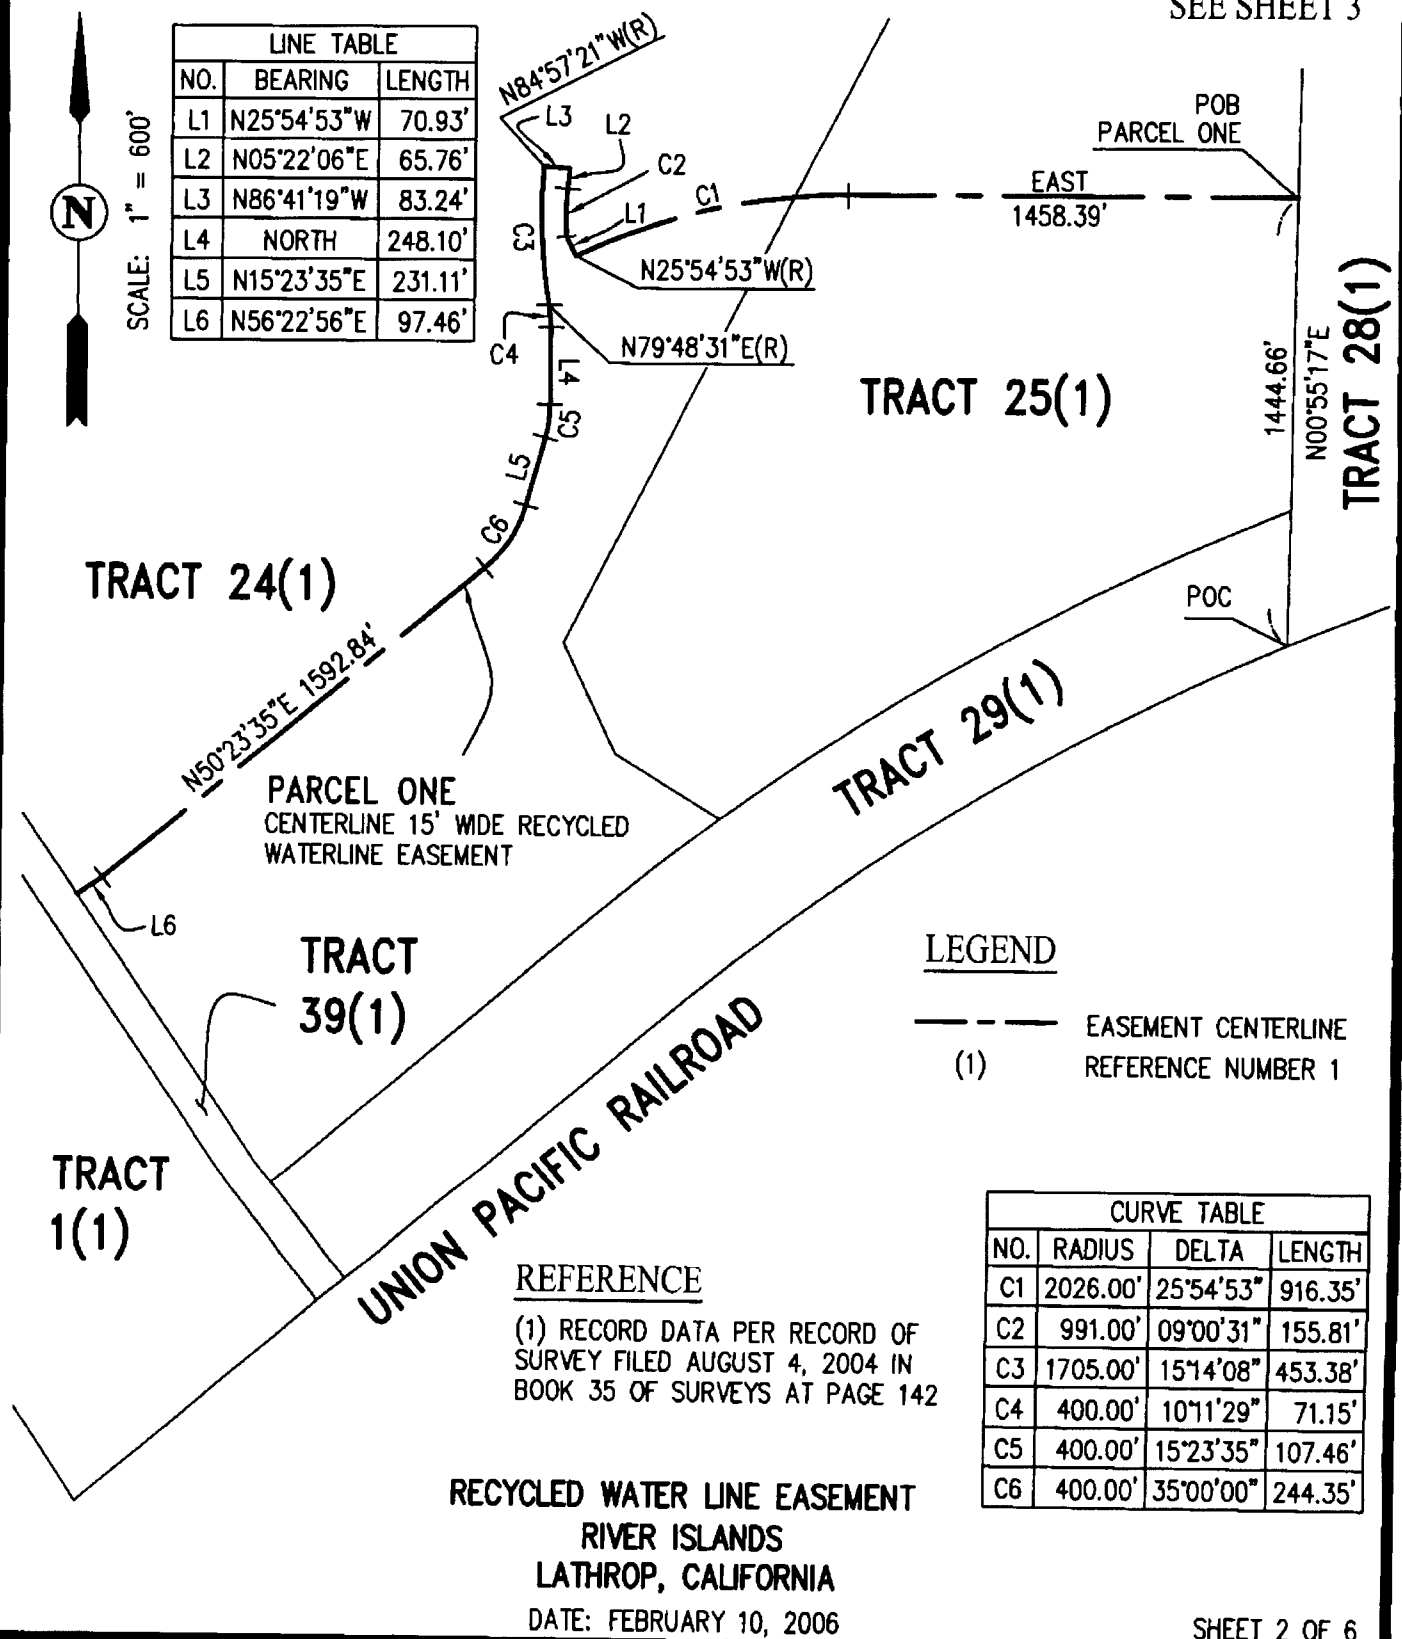 SEE SHEET 3
LINE TABLE
NO. BEARING LENGTH
L1 N25°54'53"W 70.93'
L2 N05°22'06"E 65.76'
L3 N86°41'19"W 83.24'
L4 NORTH 248.10'
L5 N15°23'35"E 231.11'
L6 N56°22'56"E 97.46'
N
SCALE: 1" = 600'
N84°57'21"W(R)
L3
L2
C2
C1
L1
C3
N25°54'53"W(R)
C4
N79°48'31"E(R)
L4
C5
L5
C6
POB
PARCEL ONE
EAST
1458.39'
1444.66'
N00°55'17"E
TRACT 28(1)
TRACT 25(1)
TRACT 24(1)
POC
N50°23'35"E 1592.84'
TRACT 29(1)
PARCEL ONE
CENTERLINE 15' WIDE RECYCLED
WATERLINE EASEMENT
L6
TRACT
39(1)
TRACT
1(1)
UNION PACIFIC RAILROAD
LEGEND
EASEMENT CENTERLINE
(1) REFERENCE NUMBER 1
REFERENCE
(1) RECORD DATA PER RECORD OF
SURVEY FILED AUGUST 4, 2004 IN
BOOK 35 OF SURVEYS AT PAGE 142
CURVE TABLE
NO. RADIUS DELTA LENGTH
C1 2026.00' 25°54'53" 916.35'
C2 991.00' 09°00'31" 155.81'
C3 1705.00' 15°14'08" 453.38'
C4 400.00' 10°11'29" 71.15'
C5 400.00' 15°23'35" 107.46'
C6 400.00' 35°00'00" 244.35'
RECYCLED WATER LINE EASEMENT
RIVER ISLANDS
LATHROP, CALIFORNIA
DATE: FEBRUARY 10, 2006
SHEET 2 OF 6